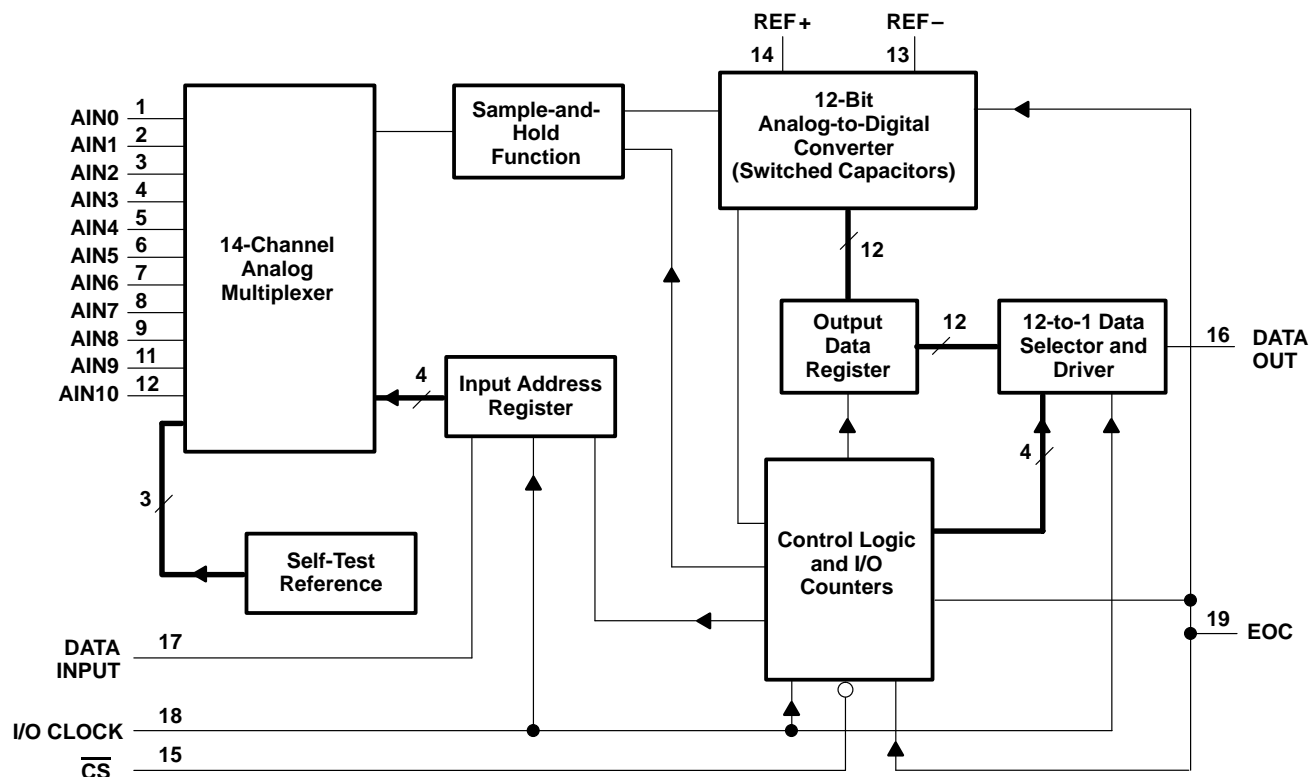 REF+
REF–
14
13
12-Bit
Analog-to-Digital
Converter
(Switched Capacitors)
Sample-and-
Hold
Function
14-Channel
Analog
Multiplexer
AIN0 1
AIN1 2
AIN2 3
AIN3 4
AIN4 5
AIN5 6
AIN6 7
AIN7 8
AIN8 9
AIN9 11
AIN10 12
12
Output
Data
Register
12
12-to-1 Data
Selector and
Driver
16
DATA
OUT
4
Input Address
Register
4
3
Self-Test
Reference
Control Logic
and I/O
Counters
19
EOC
DATA
INPUT
17
I/O CLOCK
18
CS
15